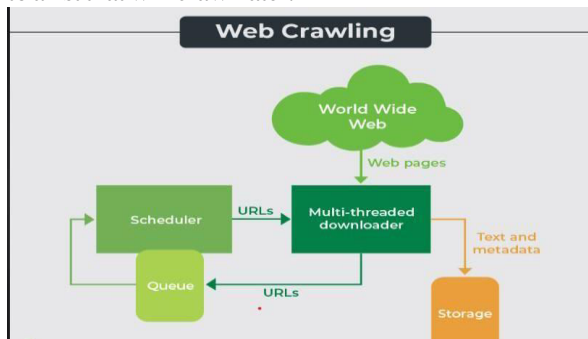 Web Crawling
World Wide
Web
Web pages
Scheduler
URLs
Multi-threaded
downloader
Text and
metadata
Queue
URLs
Storage